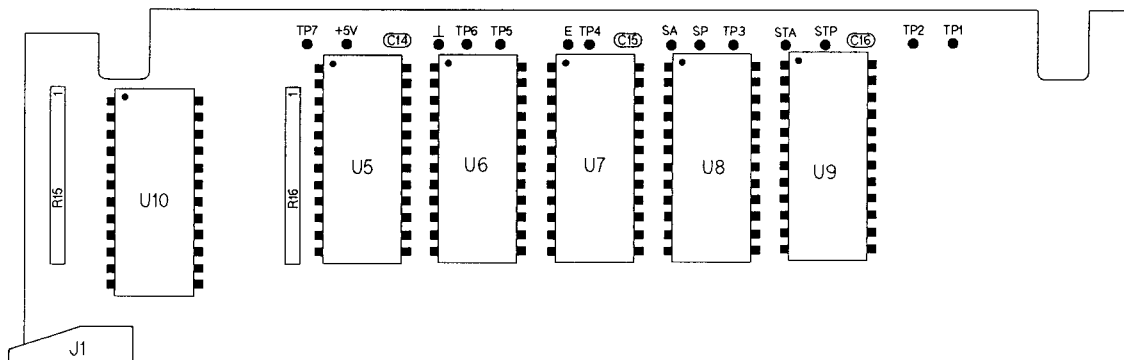 TP7 +5V C14 ⊥ TP6 TP5 E TP4 C15 SA SP TP3 STA STP C16 TP2 TP1
1 1
R15 U10 R16 U5 U6 U7 U8 U9
J1